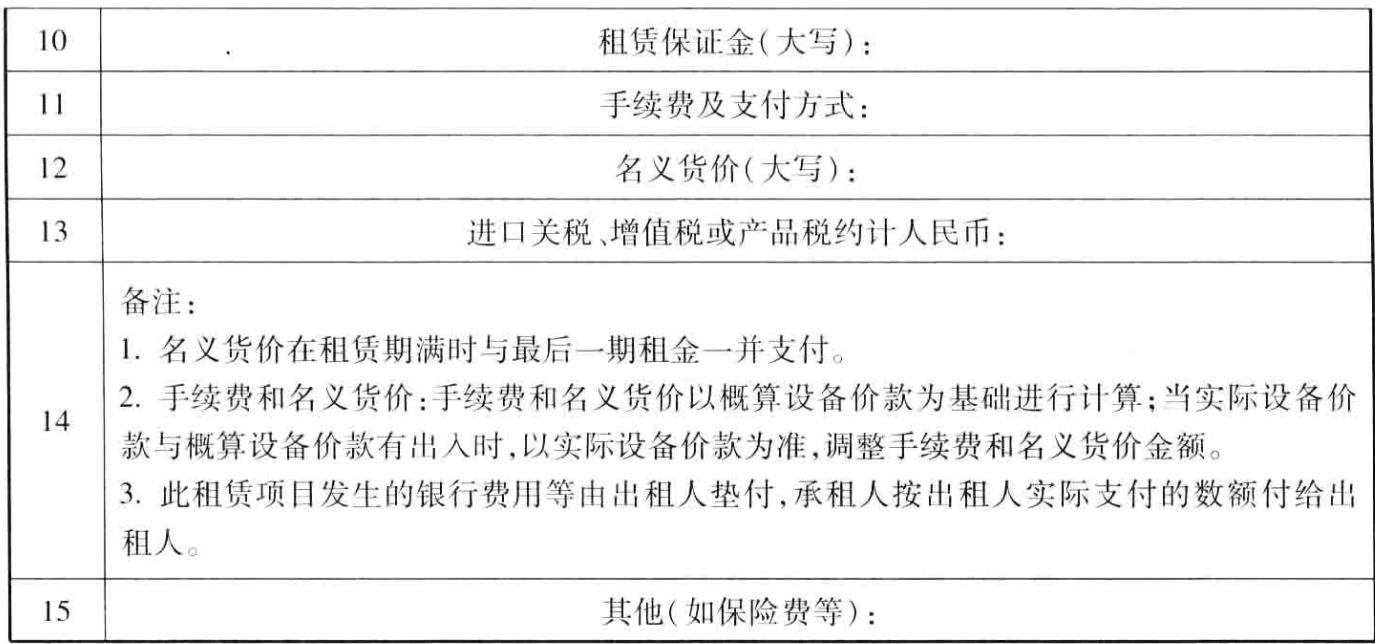 10 租赁保证金(大写):
11 手续费及支付方式:
12 名义货价(大写):
13 进口关税、增值税或产品税约计人民币:
备注:
1. 名义货价在租赁期满时与最后一期租金一并支付。
2. 手续费和名义货价:手续费和名义货价以概算设备价款为基础进行计算;当实际设备价
14 款与概算设备价款有出入时,以实际设备价款为准,调整手续费和名义货价金额。
3. 此租赁项目发生的银行费用等由出租人垫付,承租人按出租人实际支付的数额付给出
租人。
15 其他(如保险费等):